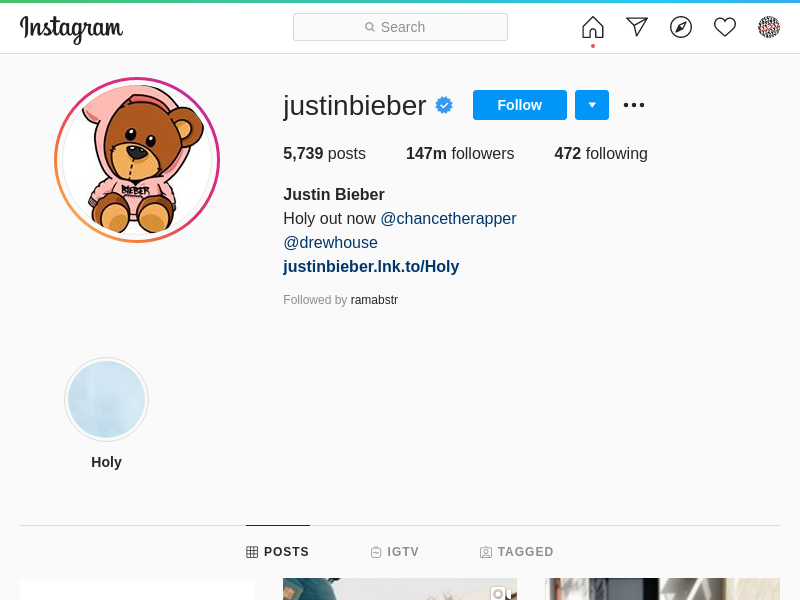 Instagram
Search
justinbieber
Follow
5,739 posts 147m followers 472 following
Justin Bieber
Holy out now @chancetherapper
@drewhouse
justinbieber.lnk.to/Holy
Followed by ramabstr
BIEBER
Holy
POSTS IGTV TAGGED